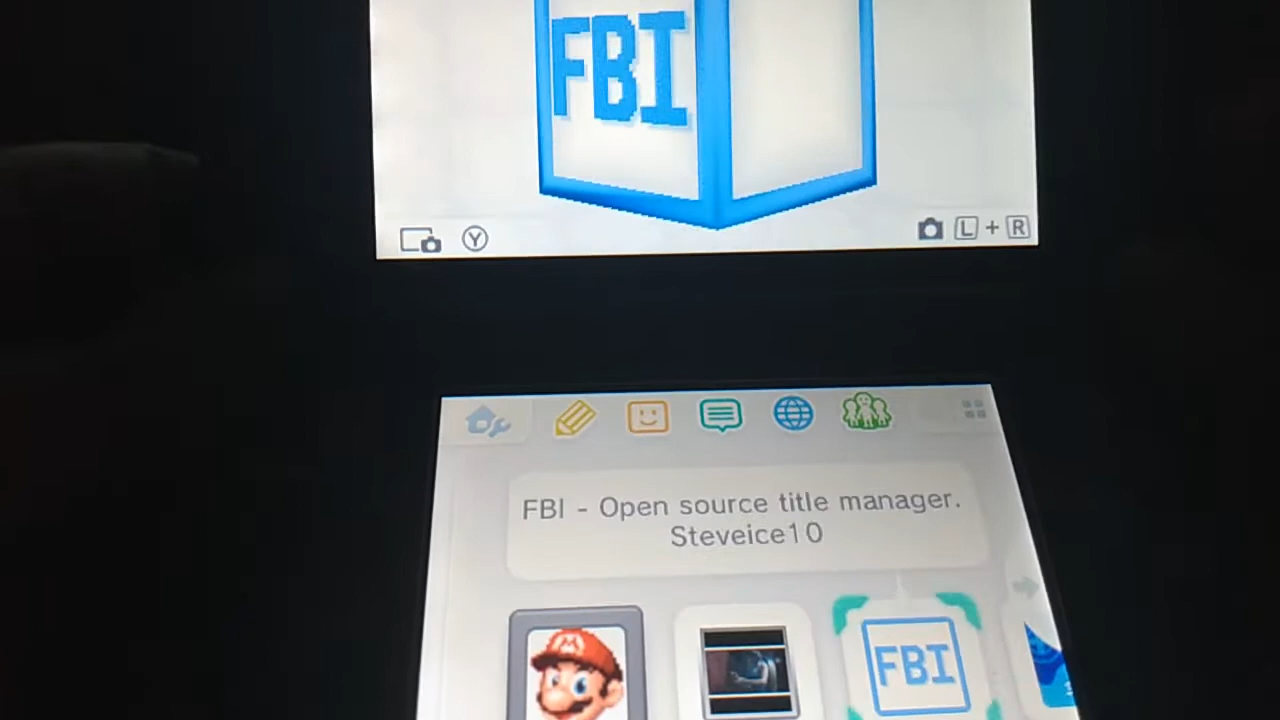 FBI
Y
L + R
FBI - Open source title manager.
Steveice10
M
FBI